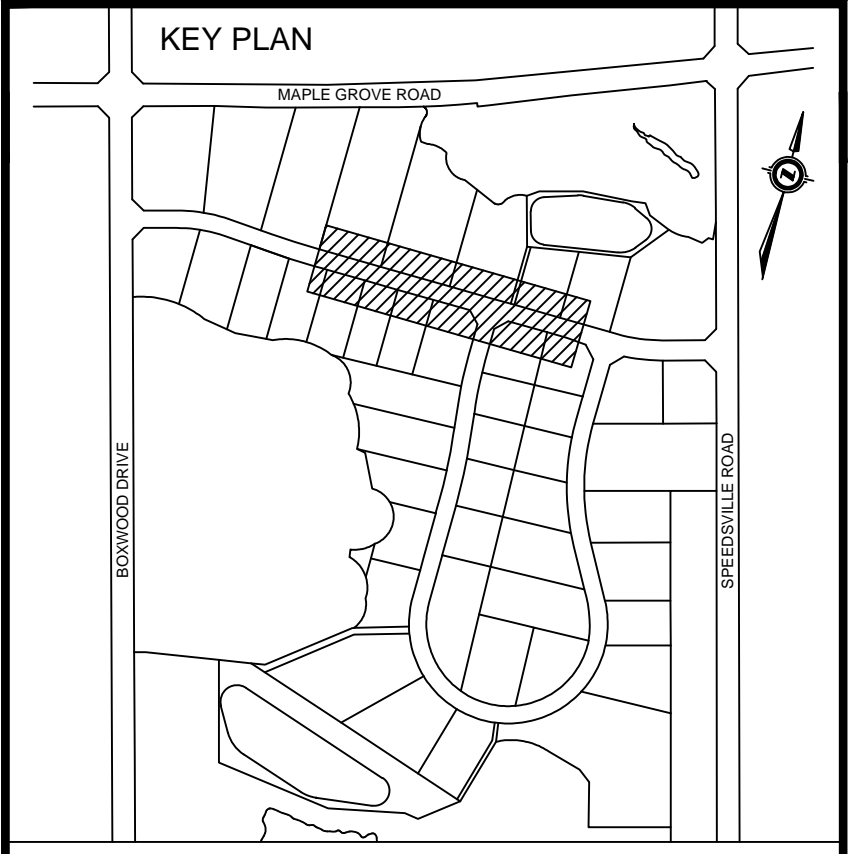 KEY PLAN
MAPLE GROVE ROAD
N
BOXWOOD DRIVE
SPEEDSVILLE ROAD